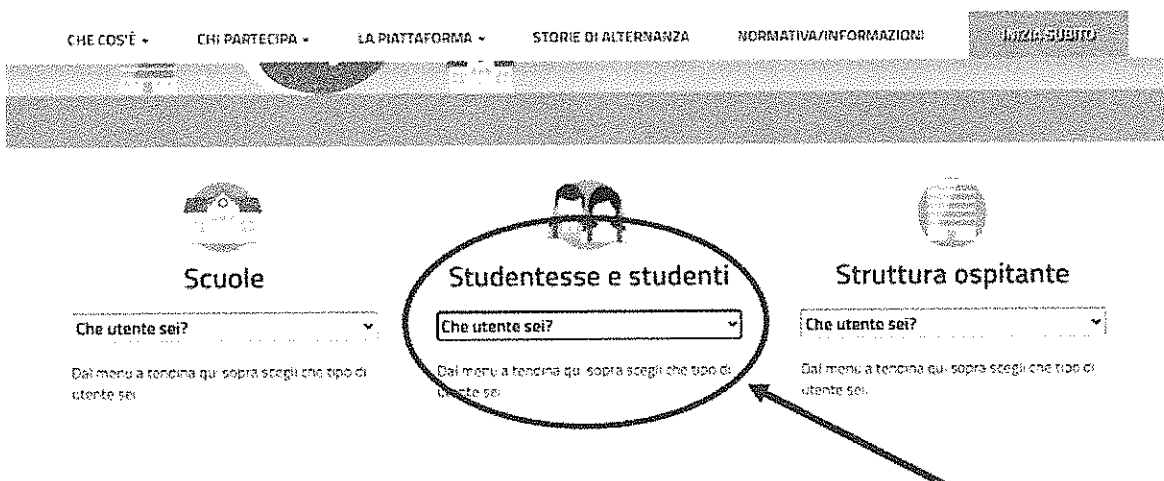 CHE COS'È
CHI PARTECIPA
LA PIATTAFORMA
STORIE DI ALTERNANZA
NORMATIVA/INFORMAZIONI
INIZIA SUBITO
Scuole
Che utente sei?
Dal menu a tendina qui sopra scegli che tipo di
utente sei.
Studentesse e studenti
Che utente sei?
Dal menu a tendina qui sopra scegli che tipo di
utente sei.
Struttura ospitante
Che utente sei?
Dal menu a tendina qui sopra scegli che tipo di
utente sei.